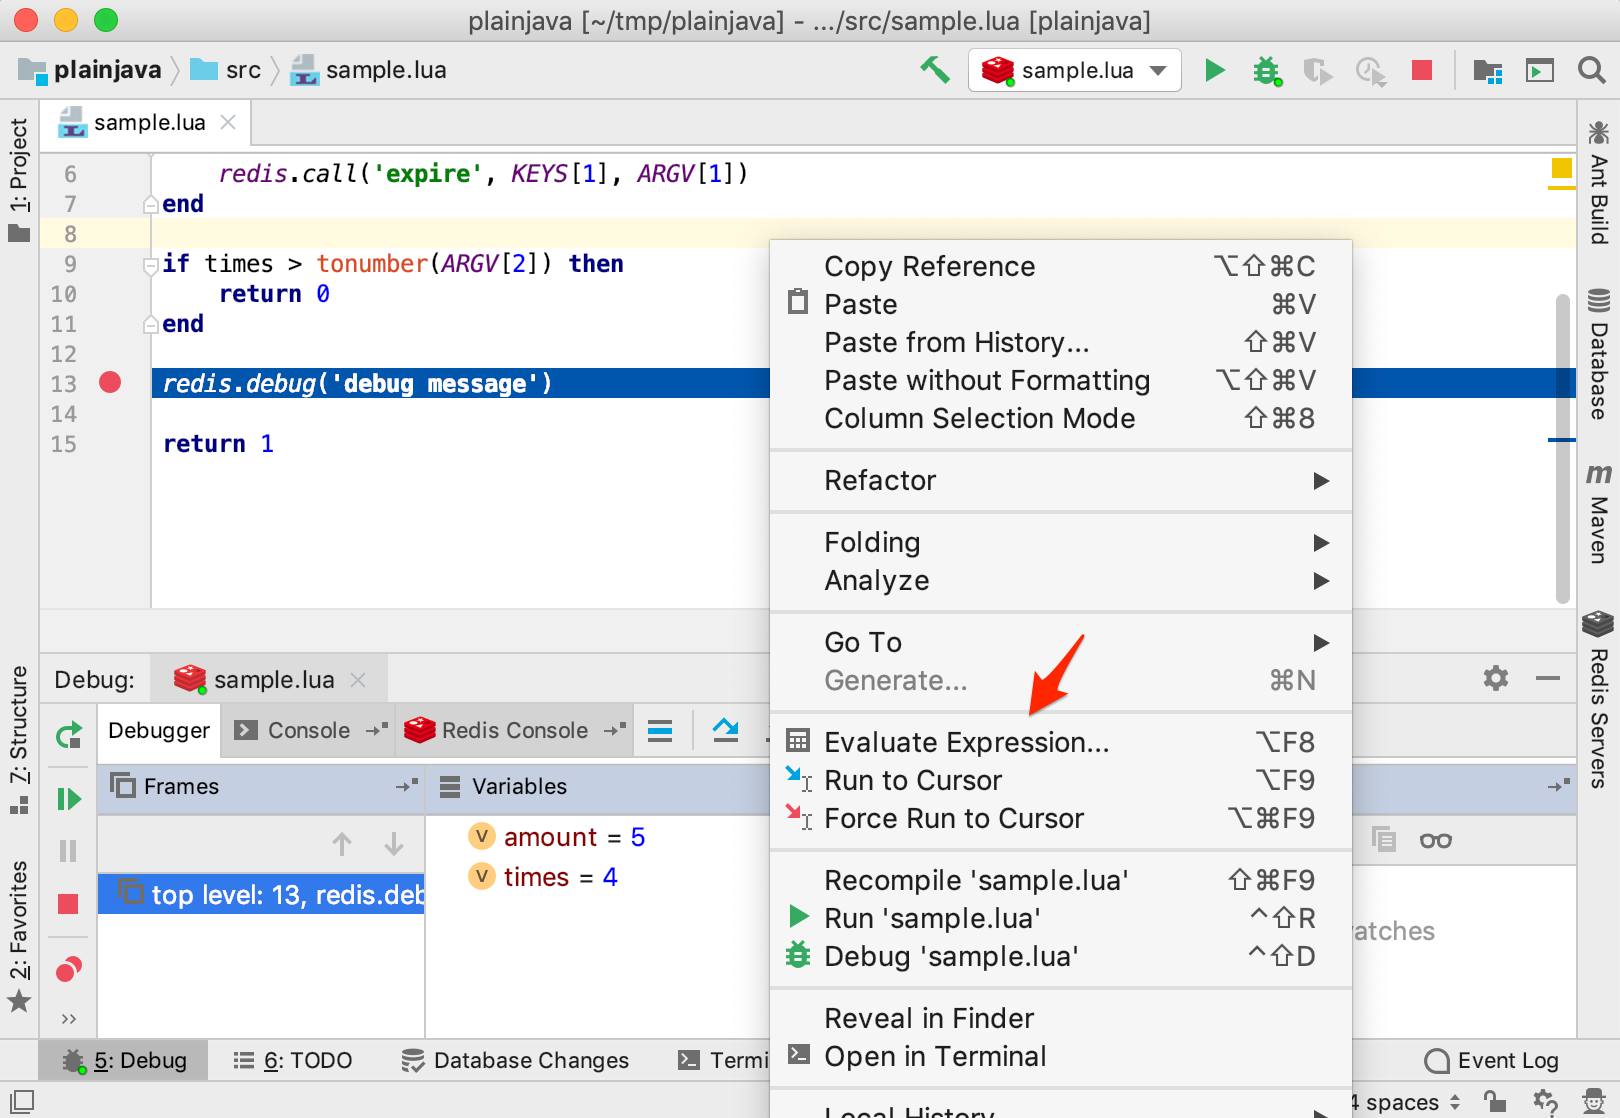 plainjava [~/tmp/plainjava] - .../src/sample.lua [plainjava]
plainjava src sample.lua
sample.lua
sample.lua
1: Project
6 redis.call('expire', KEYS[1], ARGV[1])
7 end
8
9 if times > tonumber(ARGV[2]) then
10 return 0
11 end
12
13 redis.debug('debug message')
14
15 return 1
Copy Reference ⌥⇧⌘C
Paste ⌘V
Paste from History... ⇧⌘V
Paste without Formatting ⌥⇧⌘V
Column Selection Mode ⇧⌘8
Refactor
Folding
Analyze
Go To
Generate... ⌘N
Evaluate Expression... ⌥F8
Run to Cursor ⌥F9
Force Run to Cursor ⌥⌘F9
Recompile 'sample.lua' ⇧⌘F9
Run 'sample.lua' ^⇧R
Debug 'sample.lua' ^⇧D
Reveal in Finder
Open in Terminal
Local History
Ant Build
Database
m Maven
Redis Servers
Z: Structure
2: Favorites
Debug: sample.lua
Debugger Console Redis Console
Frames Variables
top level: 13, redis.deb
V amount = 5
V times = 4
atches
>>
5: Debug 6: TODO Database Changes Termi Event Log
4 spaces